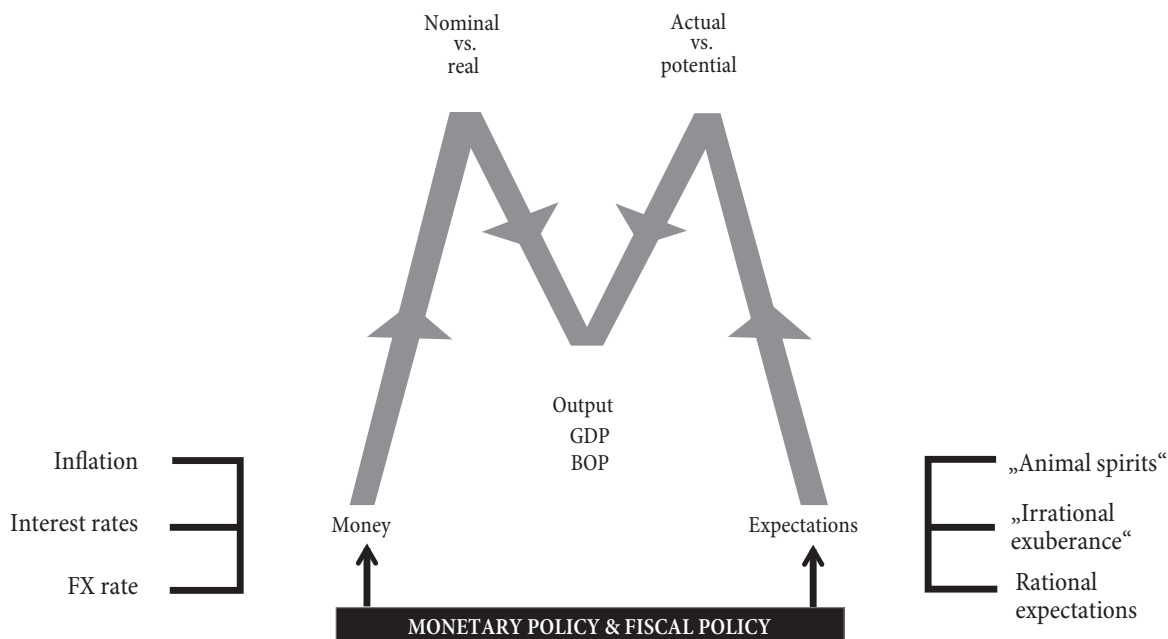 Nominal
vs.
real
Actual
vs.
potential
Output
GDP
BOP
Inflation
Interest rates
FX rate
Money
Expectations
„Animal spirits“
„Irrational
exuberance“
Rational
expectations
MONETARY POLICY & FISCAL POLICY